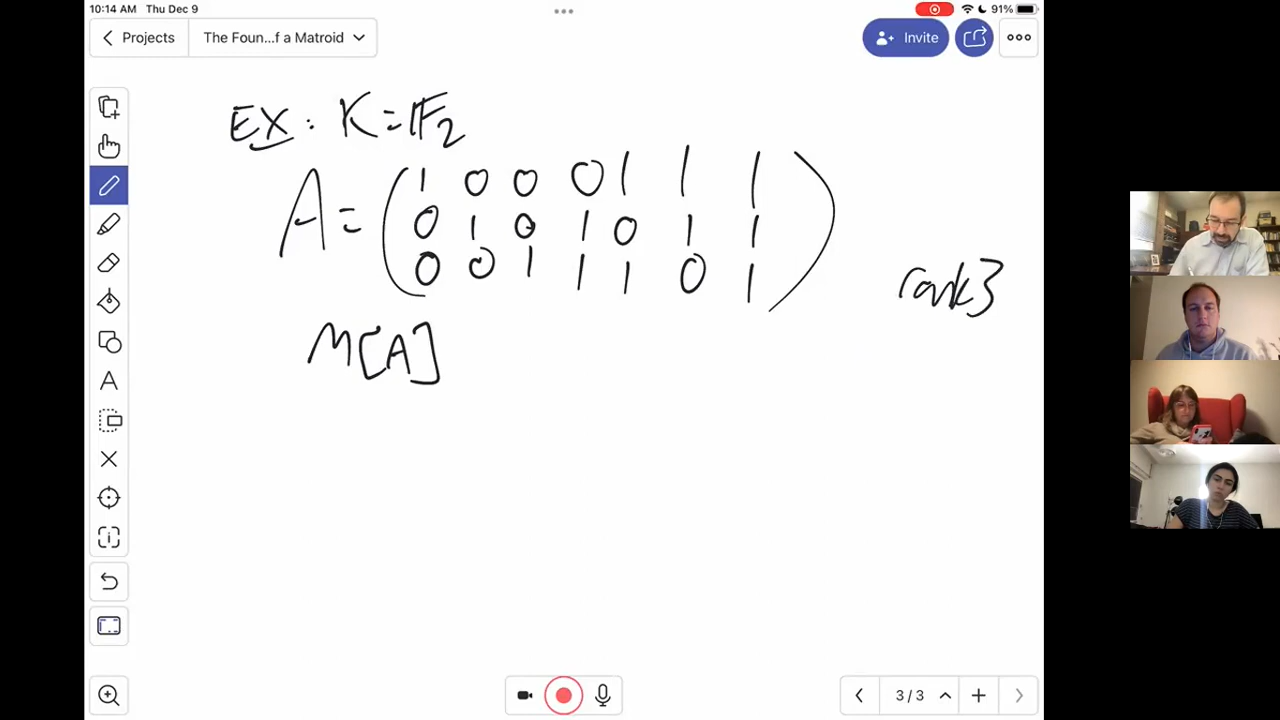 10:14 AM Thu Dec 9
91%
Projects
The Foun...f a Matroid
Invite
EX: K=𝔽₂
A = ( 1 0 0 0 1 1 1
0 1 0 1 0 1 1
0 0 1 1 1 0 1 )
rank 3
M[A]
A
3/3